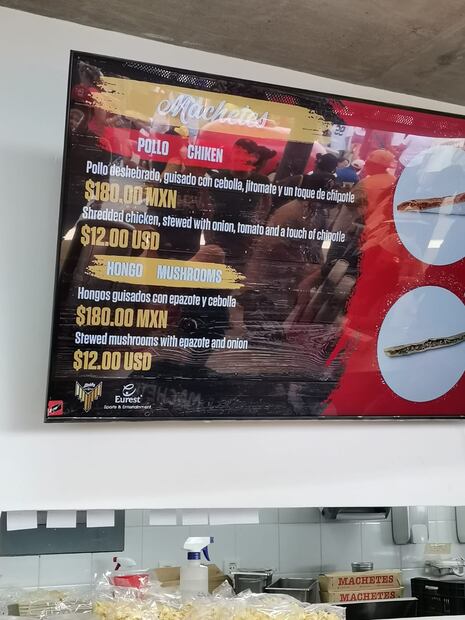 Machetes
POLLO CHIKEN
Pollo deshebrado, guisado con cebolla, jitomate y un toque de chipotle
$180.00 MXN
Shredded chicken, stewed with onion, tomato and a touch of chipotle
$12.00 USD
HONGO MUSHROOMS
Hongos guisados con epazote y cebolla
$180.00 MXN
Stewed mushrooms with epazote and onion
$12.00 USD
Eurest
Sports & Entertainment
MACHETES
MACHETES